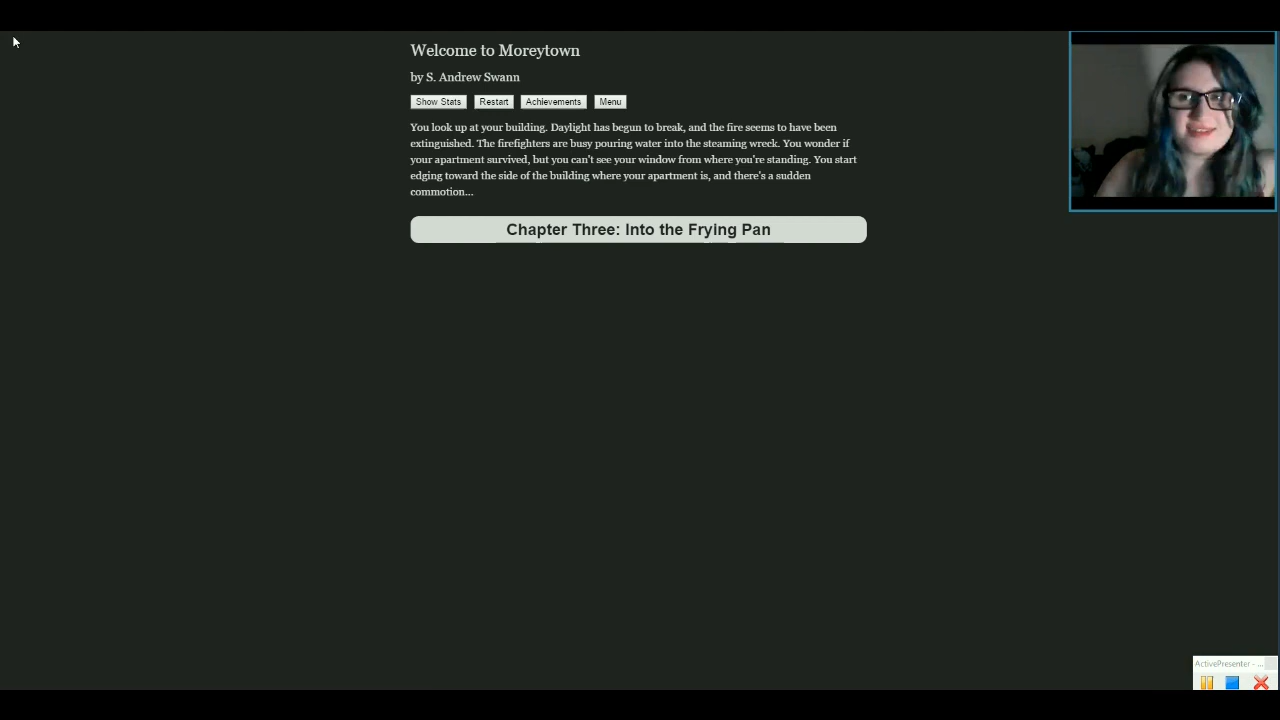 Welcome to Moreytown
by S. Andrew Swann
Show Stats Restart Achievements Menu
You look up at your building. Daylight has begun to break, and the fire seems to have been
extinguished. The firefighters are busy pouring water into the steaming wreck. You wonder if
your apartment survived, but you can't see your window from where you're standing. You start
edging toward the side of the building where your apartment is, and there's a sudden
commotion...
Chapter Three: Into the Frying Pan
ActivePresenter - ...